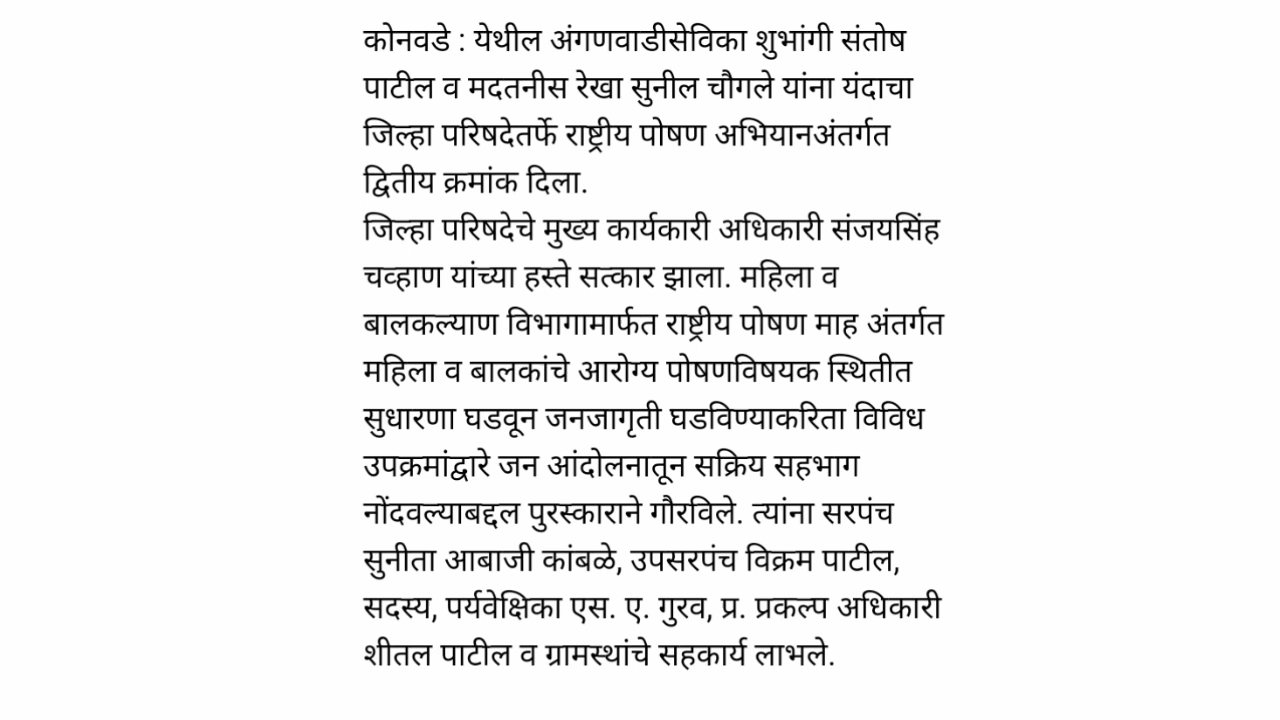 कोनवडे : येथील अंगणवाडीसेविका शुभांगी संतोष
पाटील व मदतनीस रेखा सुनील चौगले यांना यंदाचा
जिल्हा परिषदेतर्फे राष्ट्रीय पोषण अभियानअंतर्गत
द्वितीय क्रमांक दिला.
जिल्हा परिषदेचे मुख्य कार्यकारी अधिकारी संजयसिंह
चव्हाण यांच्या हस्ते सत्कार झाला. महिला व
बालकल्याण विभागामार्फत राष्ट्रीय पोषण माह अंतर्गत
महिला व बालकांचे आरोग्य पोषणविषयक स्थितीत
सुधारणा घडवून जनजागृती घडविण्याकरिता विविध
उपक्रमांद्वारे जन आंदोलनातून सक्रिय सहभाग
नोंदवल्याबद्दल पुरस्काराने गौरविले. त्यांना सरपंच
सुनीता आबाजी कांबळे, उपसरपंच विक्रम पाटील,
सदस्य, पर्यवेक्षिका एस. ए. गुरव, प्र. प्रकल्प अधिकारी
शीतल पाटील व ग्रामस्थांचे सहकार्य लाभले.